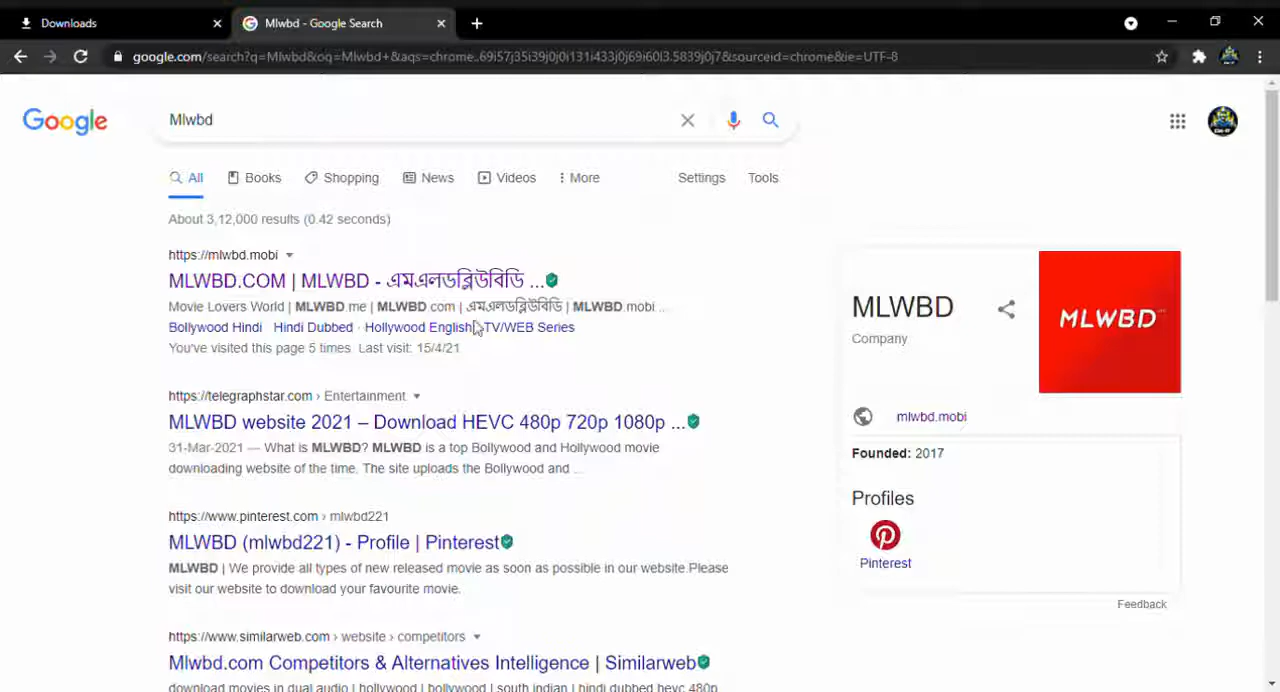 Downloads
Mlwbd - Google Search
google.com/search?q=Mlwbd&oq=Mlwbd+&aqs=chrome..69i57j35i39j0j0i131i433j0j69i60l3.5839j0j7&sourceid=chrome&ie=UTF-8
Google
Mlwbd
All Books Shopping News Videos More Settings Tools
About 3,12,000 results (0.42 seconds)
https://mlwbd.mobi
MLWBD.COM | MLWBD - এমএলডব্লিউবিডি ...
Movie Lovers World | MLWBD.me | MLWBD.com | এমএলডব্লিউবিডি | MLWBD.mobi ...
Bollywood Hindi · Hindi Dubbed · Hollywood English · TV/WEB Series
You've visited this page 5 times. Last visit: 15/4/21
https://telegraphstar.com › Entertainment
MLWBD website 2021 – Download HEVC 480p 720p 1080p ...
31-Mar-2021 — What is MLWBD? MLWBD is a top Bollywood and Hollywood movie
downloading website of the time. The site uploads the Bollywood and ...
https://www.pinterest.com › mlwbd221
MLWBD (mlwbd221) - Profile | Pinterest
MLWBD | We provide all types of new released movie as soon as possible in our website.Please
visit our website to download your favourite movie.
https://www.similarweb.com › website › competitors
Mlwbd.com Competitors & Alternatives Intelligence | Similarweb
download movies in dual audio | hollywood | bollywood | south indian | hindi dubbed hevc 480p
MLWBD
Company
MLWBD
mlwbd.mobi
Founded: 2017
Profiles
Pinterest
Feedback